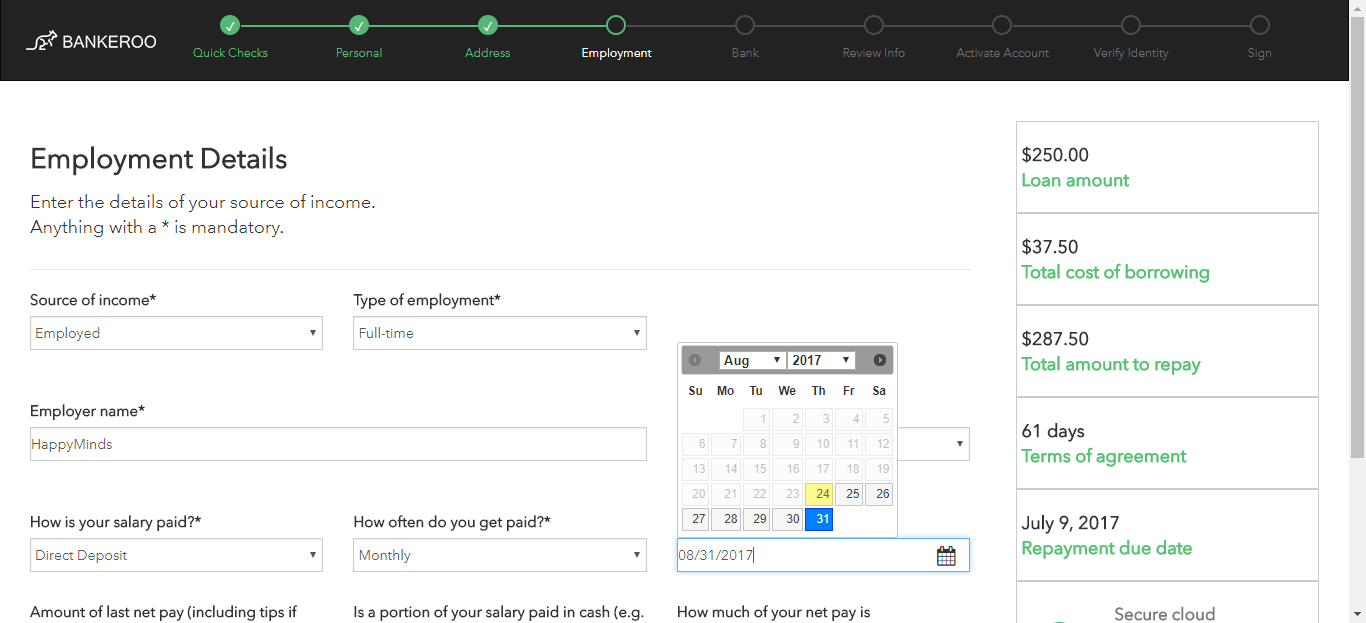 BANKEROO
Quick Checks
Personal
Address
Employment
Bank
Review Info
Activate Account
Verify Identity
Sign
Employment Details
Enter the details of your source of income.
Anything with a * is mandatory.
Source of income*
Type of employment*
Employed
Full-time
Employer name*
HappyMinds
How is your salary paid?*
How often do you get paid?*
Direct Deposit
Monthly
Aug 2017
Su Mo Tu We Th Fr Sa
1 2 3 4 5
6 7 8 9 10 11 12
13 14 15 16 17 18 19
20 21 22 23 24 25 26
27 28 29 30 31
08/31/2017
Amount of last net pay (including tips if
Is a portion of your salary paid in cash (e.g.
How much of your net pay is
$250.00
Loan amount
$37.50
Total cost of borrowing
$287.50
Total amount to repay
61 days
Terms of agreement
July 9, 2017
Repayment due date
Secure cloud